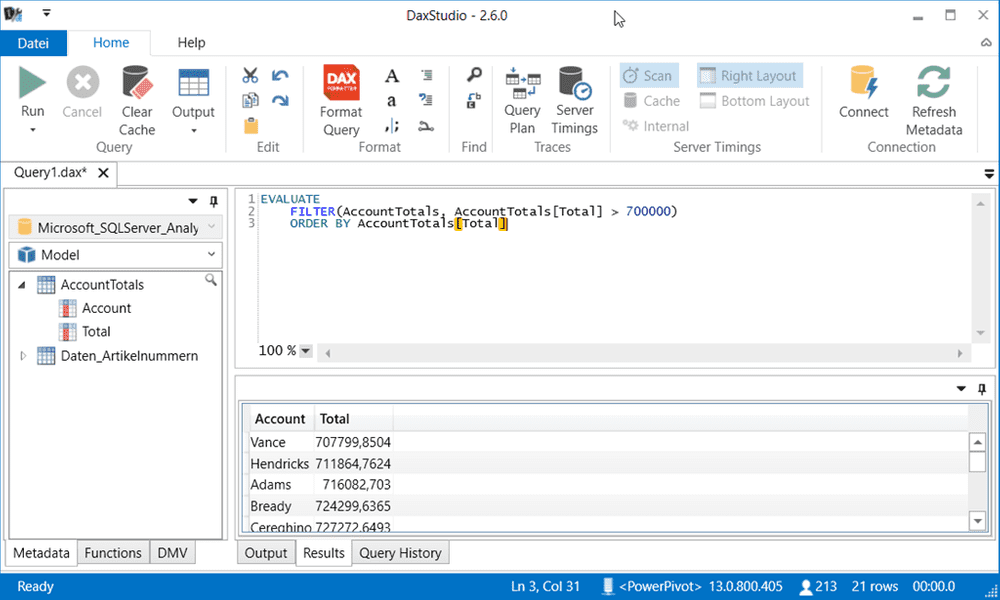 DaxStudio - 2.6.0
Datei Home Help
Run Cancel Clear Cache Output
Query
Edit
DAX FORMATTER
Format Query
A
a
Format
Find
Query Plan Server Timings
Traces
Scan Cache Internal
Right Layout Bottom Layout
Server Timings
Connect Refresh Metadata
Connection
Query1.dax*
Microsoft_SQLServer_Analy
Model
AccountTotals
Account
Total
Daten_Artikelnummern
Metadata Functions DMV
1 EVALUATE
2 FILTER(AccountTotals, AccountTotals[Total] > 700000)
3 ORDER BY AccountTotals[Total]
100 %
Account Total
Vance 707799,8504
Hendricks 711864,7624
Adams 716082,703
Bready 724299,6365
Cereghino 727272,6493
Output Results Query History
Ready Ln 3, Col 31 <PowerPivot> 13.0.800.405 213 21 rows 00:00.0